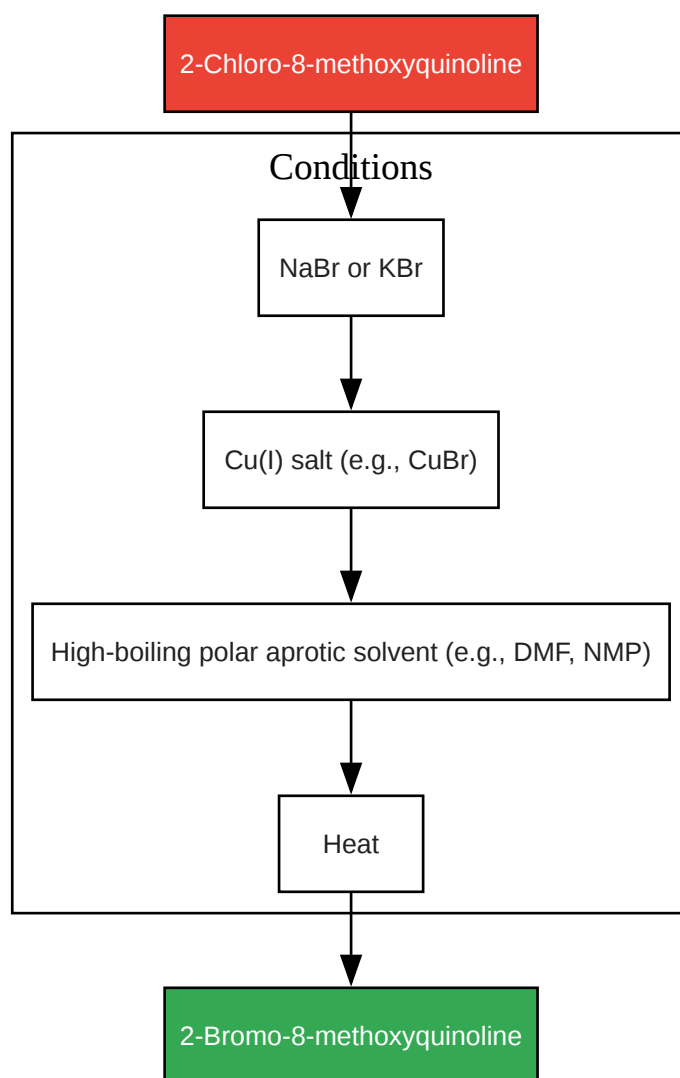 2-Chloro-8-methoxyquinoline
Conditions
NaBr or KBr
Cu(I) salt (e.g., CuBr)
High-boiling polar aprotic solvent (e.g., DMF, NMP)
Heat
2-Bromo-8-methoxyquinoline